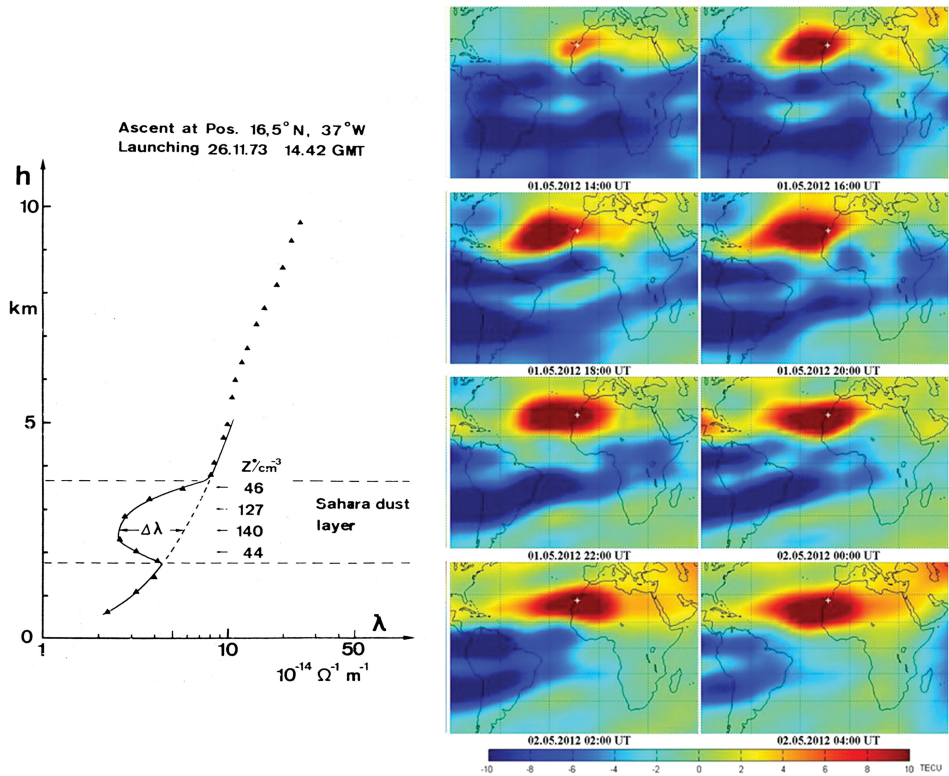 Ascent at Pos. 16,5° N, 37° W
Launching 26.11.73 14.42 GMT
h
10
km
5
Z*/cm⁻³
46
127
140
44
Sahara dust
layer
Δλ
0
λ
1
10
50
10⁻¹⁴ Ω⁻¹ m⁻¹
01.05.2012 14:00 UT
01.05.2012 16:00 UT
01.05.2012 18:00 UT
01.05.2012 20:00 UT
01.05.2012 22:00 UT
02.05.2012 00:00 UT
02.05.2012 02:00 UT
02.05.2012 04:00 UT
-10 -8 -6 -4 -2 0 2 4 6 8 10 TECU